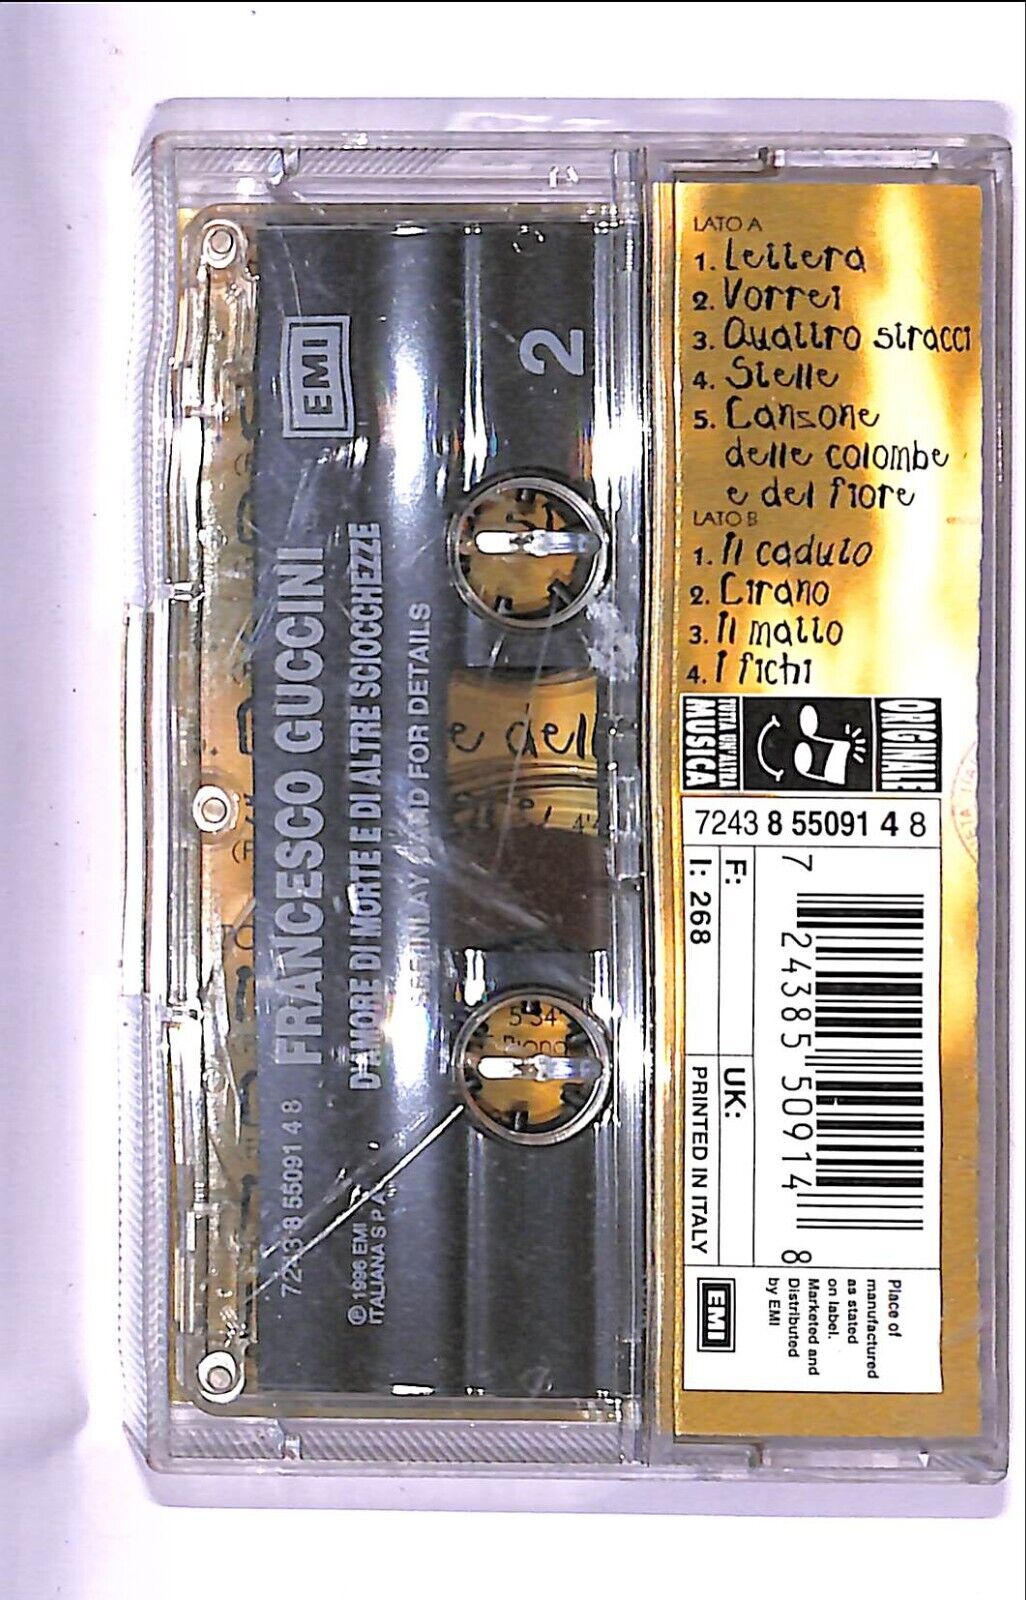 LATO A
1. Lettera
2. Vorrei
3. Quattro stracci
4. Stelle
5. Canzone
delle colombe
e del fiore
LATO B
1. Il caduto
2. Cirano
3. Il matto
4. I fichi
ORIGINALE
TUTTA UN'ALTRA
MUSICA
7243 8 55091 4 8
F:
I: 268
UK:
PRINTED IN ITALY
7 24385 50914 8
Place of
manufactured
as stated
on label.
Marketed and
Distributed
by EMI
EMI
EMI
2
FRANCESCO GUCCINI
D'AMORE DI MORTE E DI ALTRE SCIOCCHEZZE
SEE INLAY CARD FOR DETAILS
7243 8 55091 4 8
℗ 1996 EMI
ITALIANA S.P.A.
e dell
5'34"